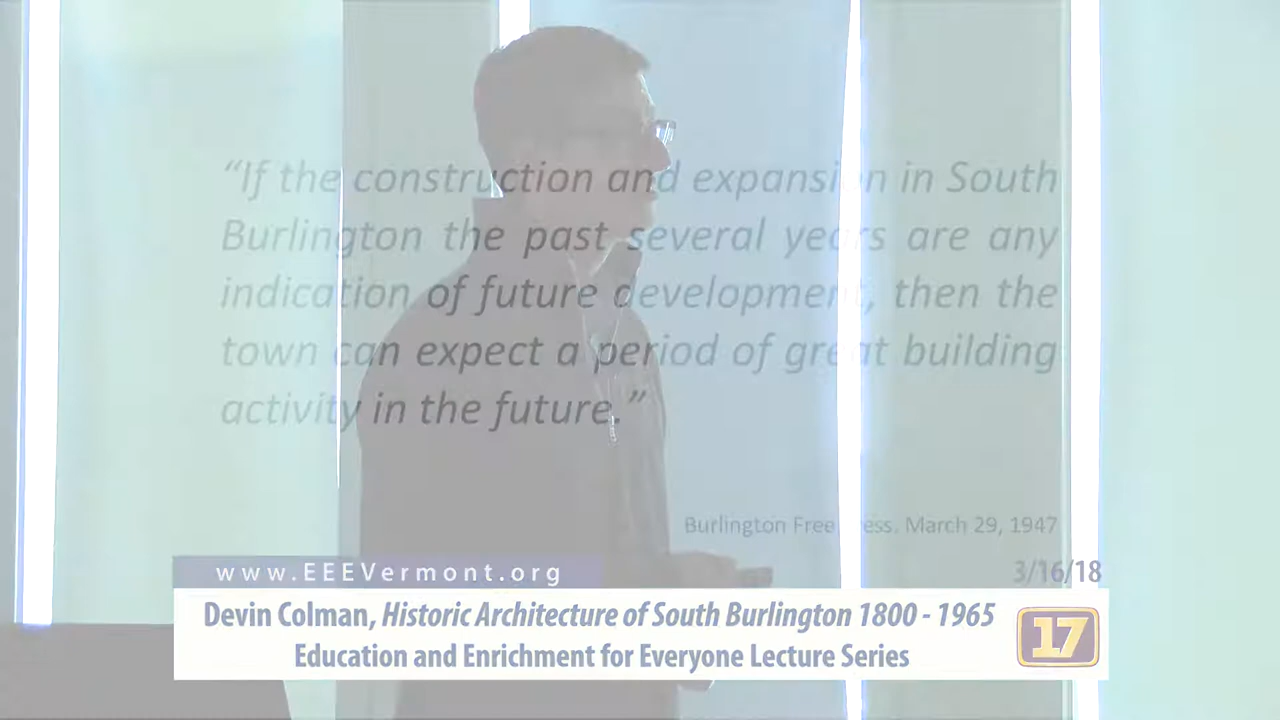 “If the construction and expansion in South
Burlington the past several years are any
indication of future development, then the
town can expect a period of great building
activity in the future.”
Burlington Free Press, March 29, 1947
www.EEEVermont.org
3/16/18
Devin Colman, Historic Architecture of South Burlington 1800 - 1965
Education and Enrichment for Everyone Lecture Series
17